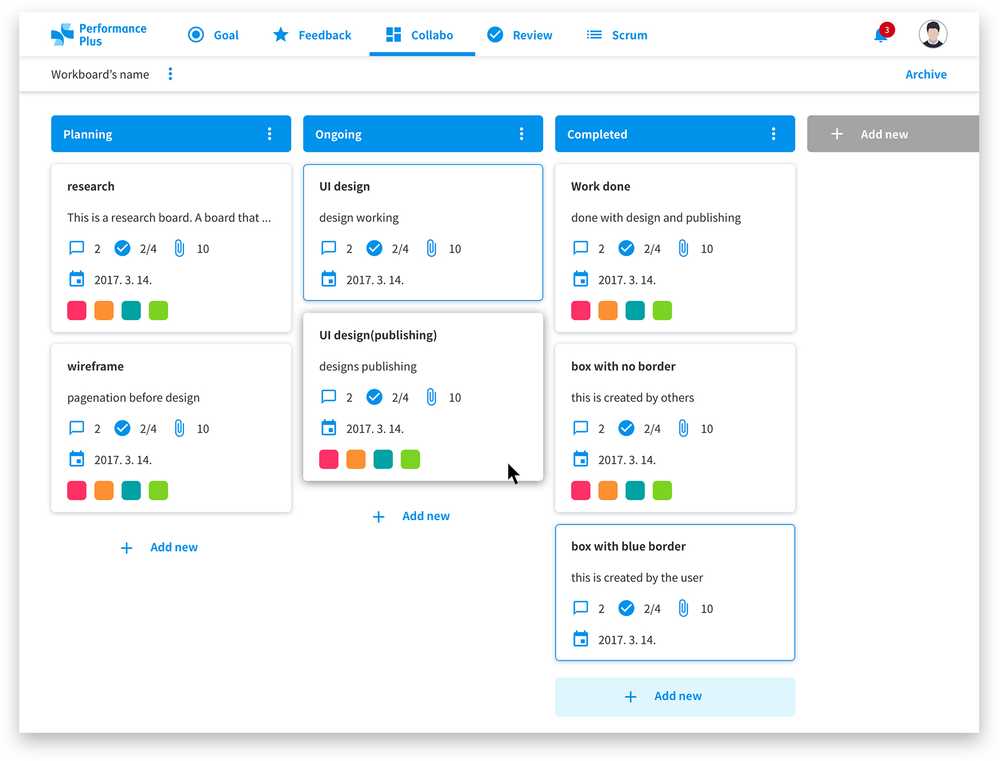 Performance
Plus
Goal
Feedback
Collabo
Review
Scrum
3
Workboard's name
Archive
Planning
research
This is a research board. A board that ...
2 2/4 10
2017. 3. 14.
wireframe
pagenation before design
2 2/4 10
2017. 3. 14.
Add new
Ongoing
UI design
design working
2 2/4 10
2017. 3. 14.
UI design(publishing)
designs publishing
2 2/4 10
2017. 3. 14.
Add new
Completed
Work done
done with design and publishing
2 2/4 10
2017. 3. 14.
box with no border
this is created by others
2 2/4 10
2017. 3. 14.
box with blue border
this is created by the user
2 2/4 10
2017. 3. 14.
Add new
Add new